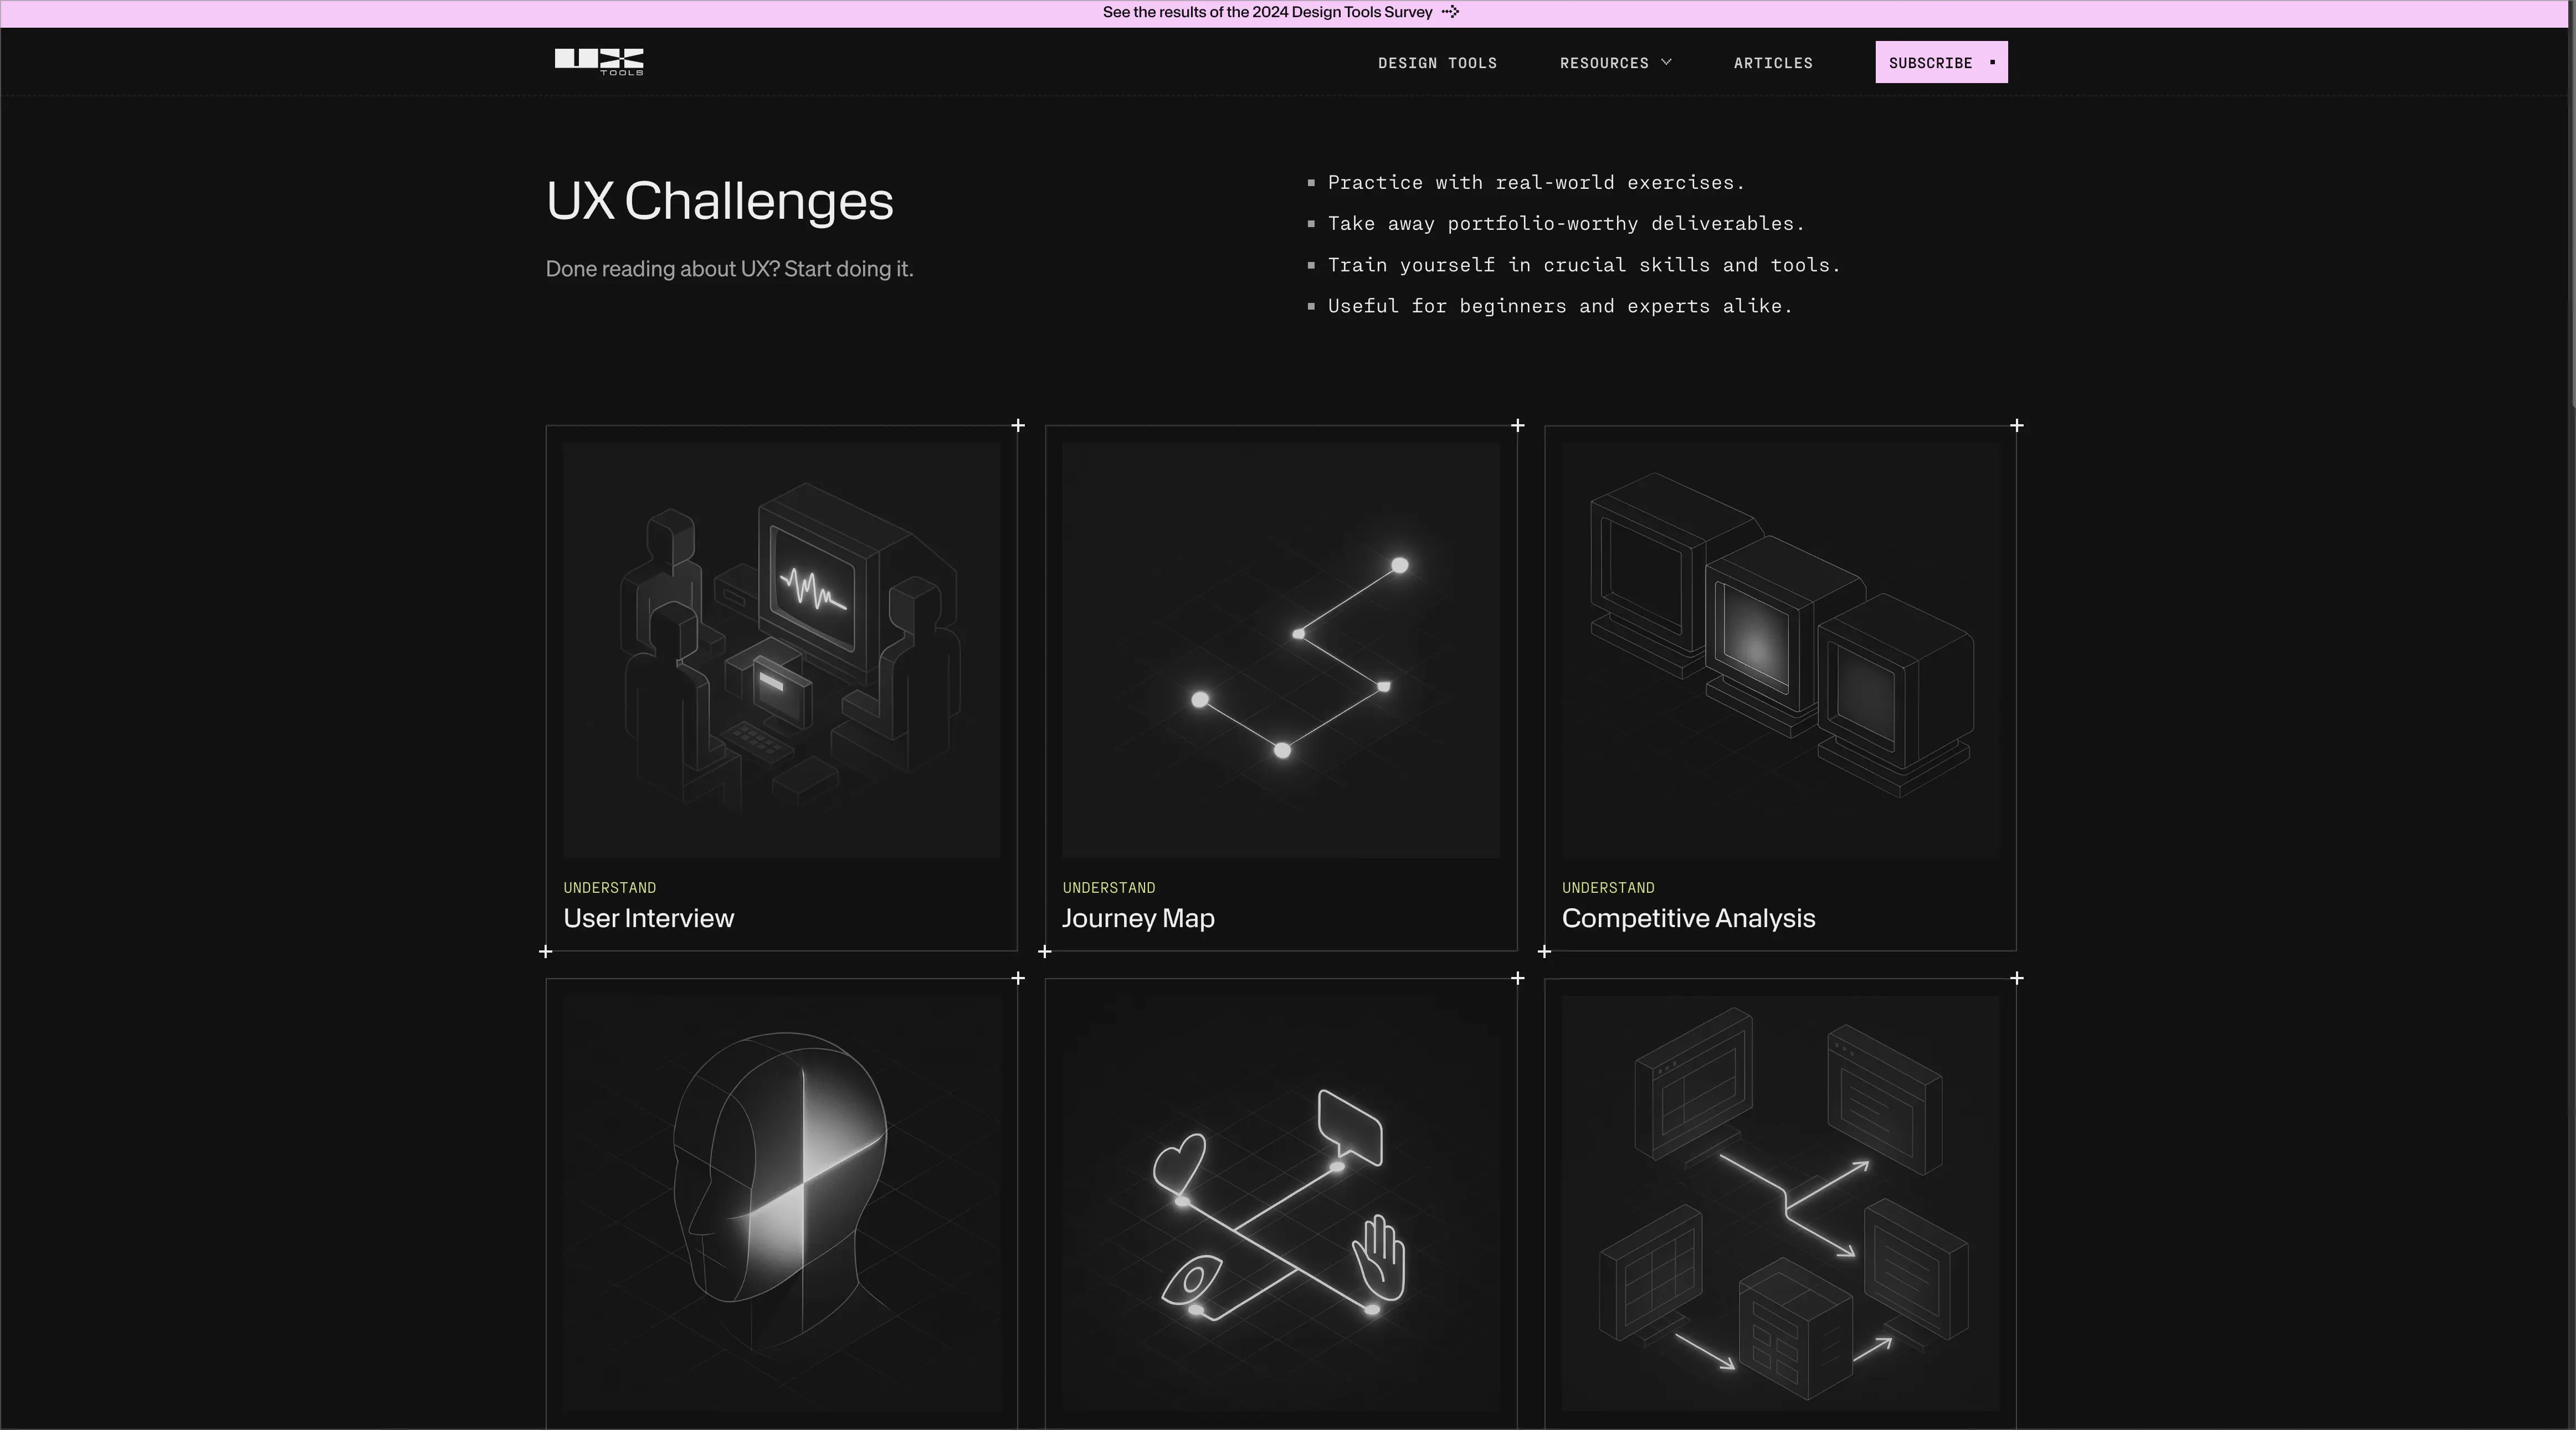 See the results of the 2024 Design Tools Survey
UX
TOOLS
DESIGN TOOLS
RESOURCES
ARTICLES
SUBSCRIBE
UX Challenges
Done reading about UX? Start doing it.
Practice with real-world exercises.
Take away portfolio-worthy deliverables.
Train yourself in crucial skills and tools.
Useful for beginners and experts alike.
UNDERSTAND
User Interview
UNDERSTAND
Journey Map
UNDERSTAND
Competitive Analysis